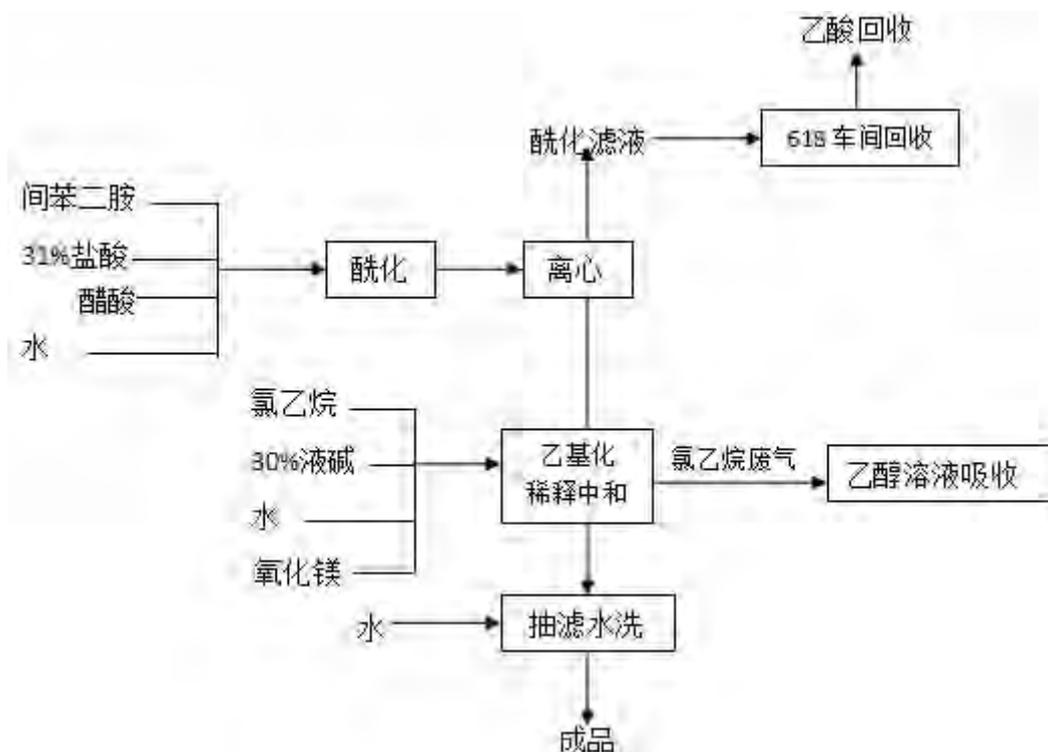 乙酸回收
酰化滤液
618 车间回收
间苯二胺
31%盐酸
醋酸
水
酰化
离心
氯乙烷
30%液碱
水
氧化镁
乙基化
稀释中和
氯乙烷废气
乙醇溶液吸收
水
抽滤水洗
成品